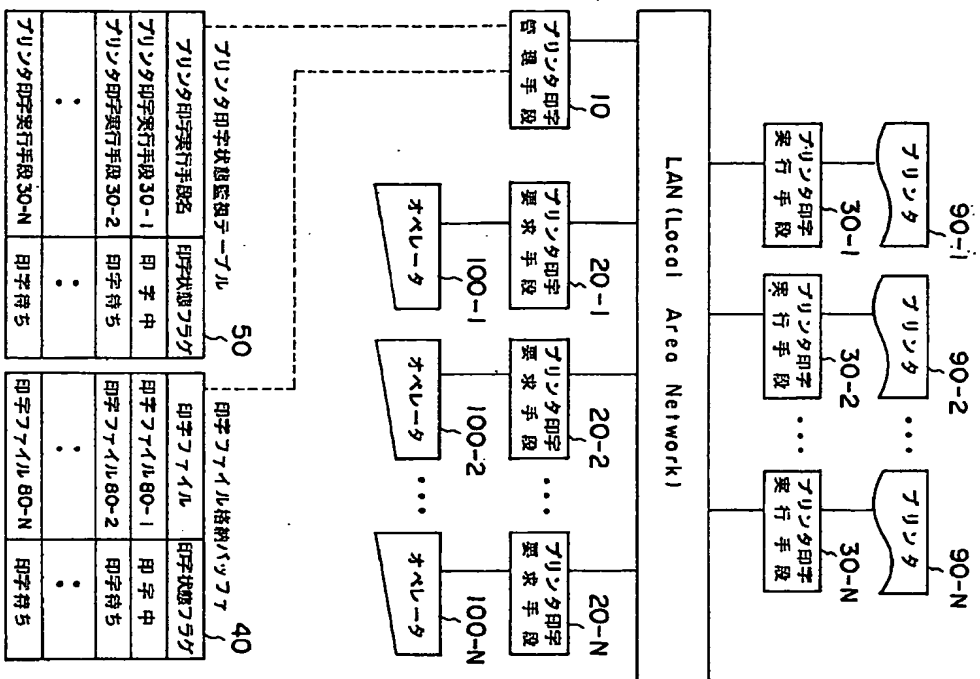 90-1
プリンタ
30-1
プリンタ印字
実行手段
90-2
プリンタ
30-2
プリンタ印字
実行手段
•••
•••
90-N
プリンタ
30-N
プリンタ印字
実行手段
LAN (Local Area Network)
10
プリンタ印字
管理手段
20-1
プリンタ印字
要求手段
100-1
オペレータ
20-2
プリンタ印字
要求手段
100-2
オペレータ
•••
•••
20-N
プリンタ印字
要求手段
100-N
オペレータ
プリンタ印字状態監視テーブル
50
プリンタ印字実行手段名 印字状態フラグ
プリンタ印字実行手段30-1 印字中
プリンタ印字実行手段30-2 印字待ち
: :
プリンタ印字実行手段30-N 印字待ち
印字ファイル格納バッファ
40
印字ファイル 印字状態フラグ
印字ファイル80-1 印字中
印字ファイル80-2 印字待ち
: :
印字ファイル80-N 印字待ち